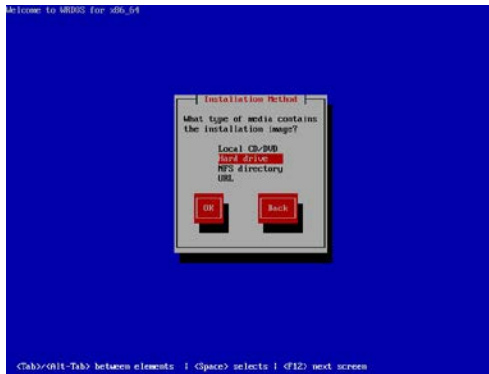 Welcome to WRDOS for x86_64
Installation Method
What type of media contains
the installation image?
Local CD/DVD
Hard drive
NFS directory
URL
OK
Back
<Tab>/<Alt-Tab> between elements | <Space> selects | <F12> next screen